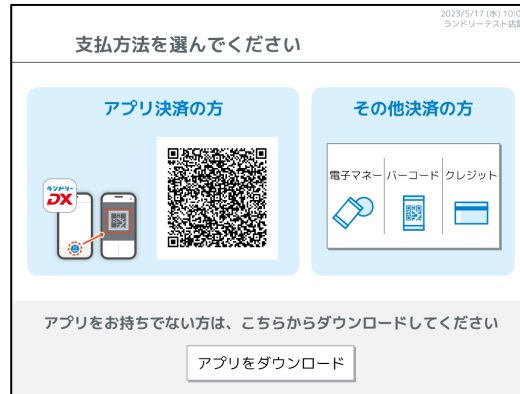 2023/5/17 (水) 10:0
ランドリーテスト店舗
支払方法を選んでください
アプリ決済の方
その他決済の方
ランドリー
DX
電子マネー
バーコード
クレジット
アプリをお持ちでない方は、こちらからダウンロードしてください
アプリをダウンロード